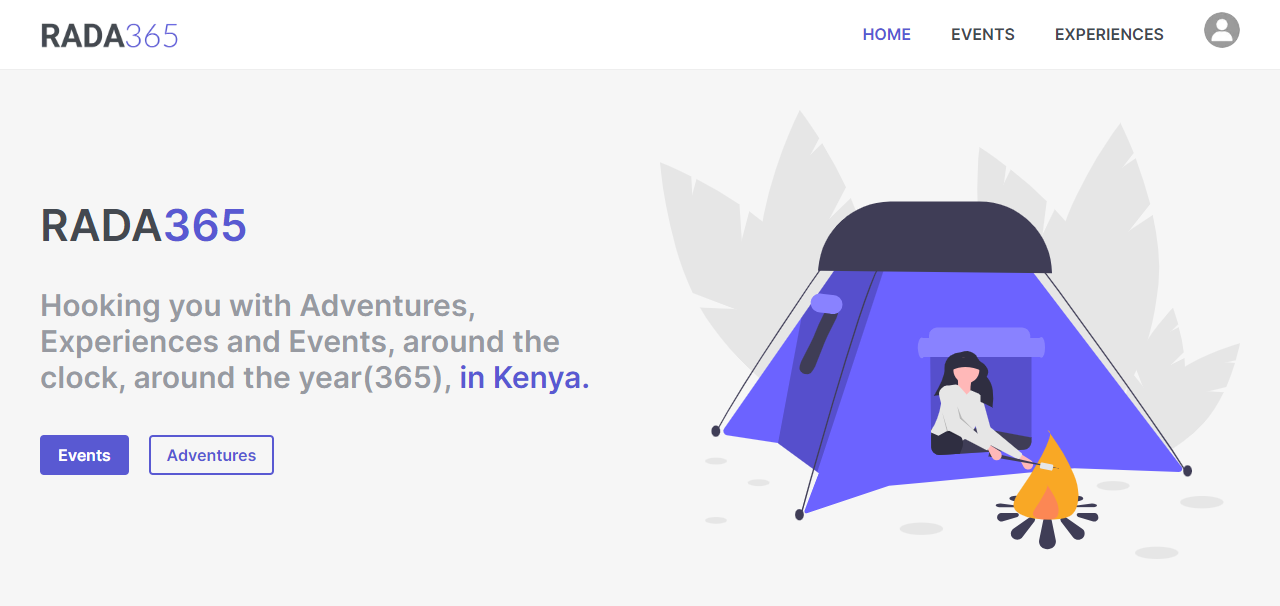 RADA365
HOME EVENTS EXPERIENCES
RADA365
Hooking you with Adventures,
Experiences and Events, around the
clock, around the year(365), in Kenya.
Events Adventures